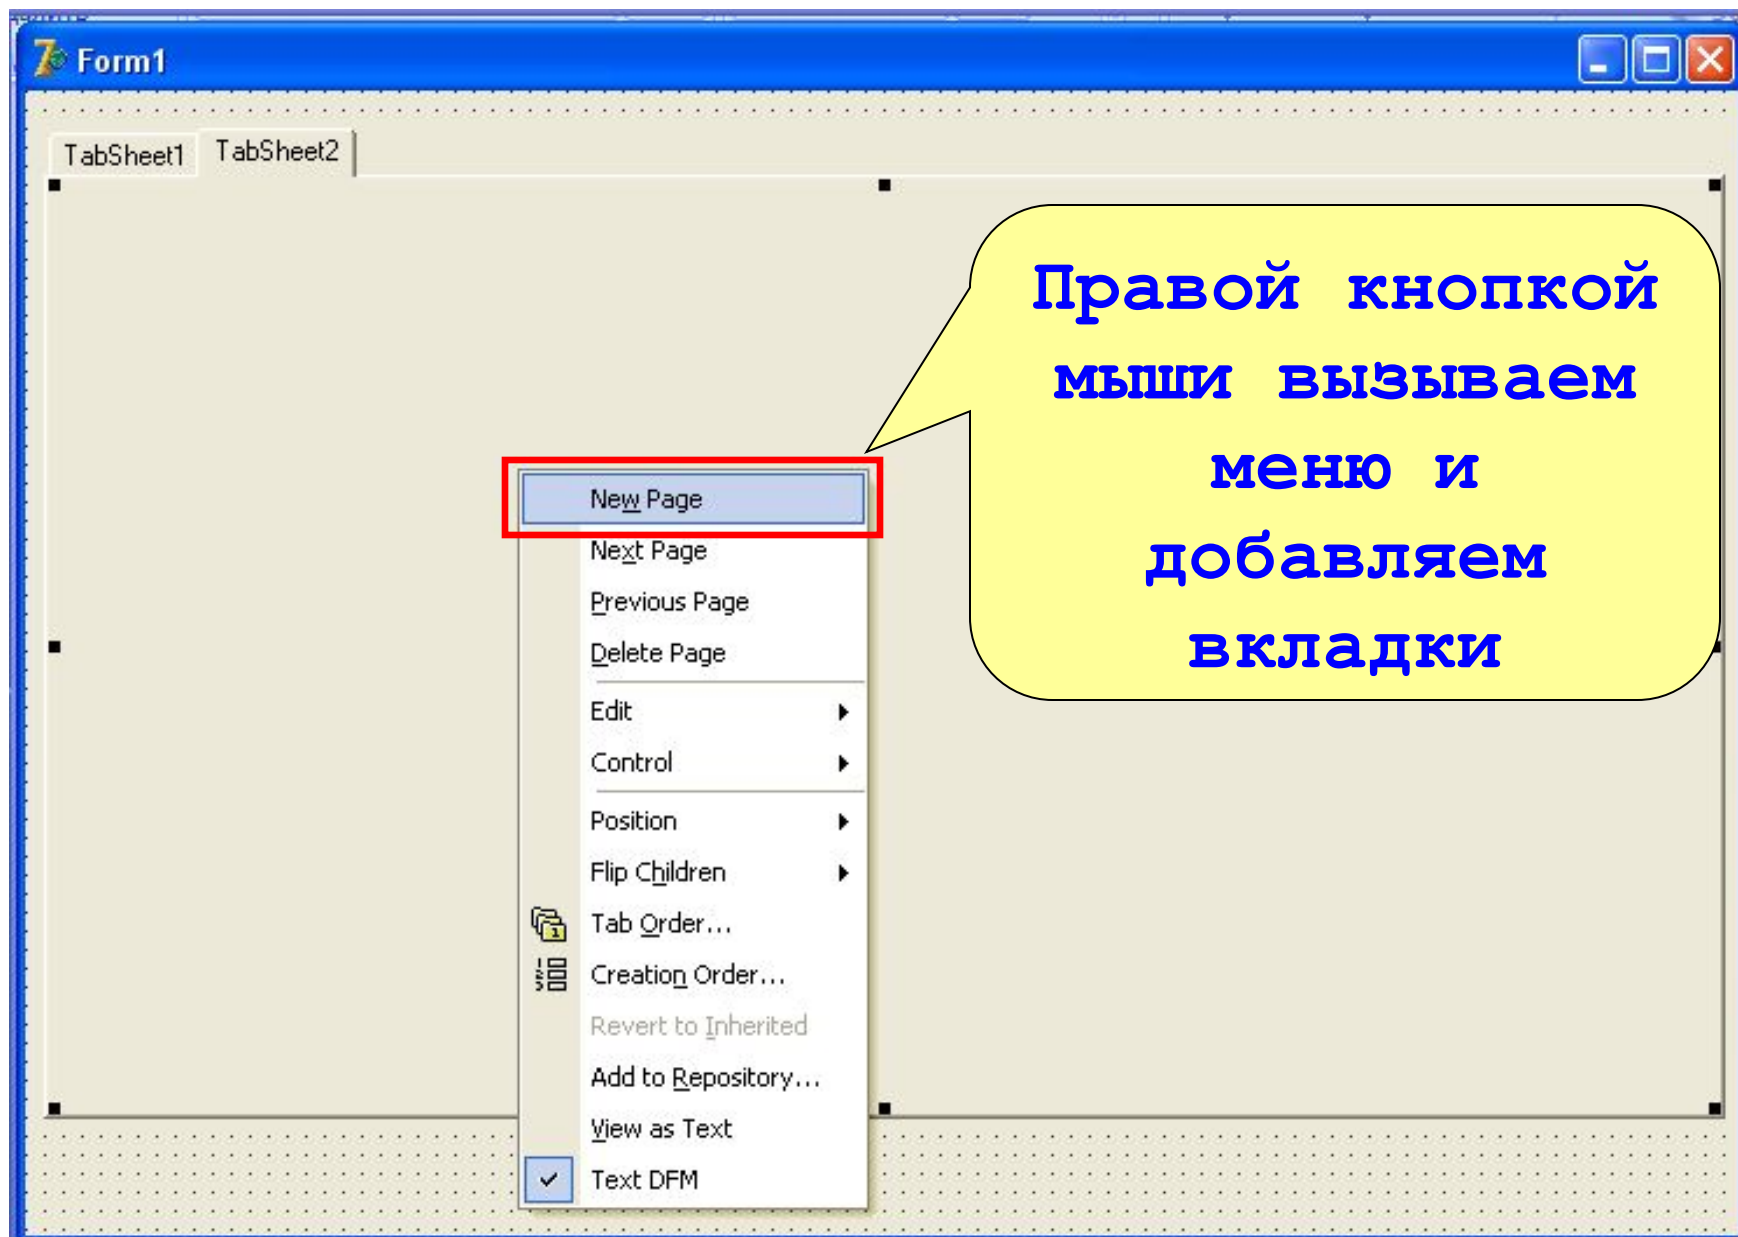 Form1
TabSheet1 TabSheet2
Правой кнопкой
мыши вызываем
меню и
добавляем
вкладки
New Page
Next Page
Previous Page
Delete Page
Edit
Control
Position
Flip Children
Tab Order...
Creation Order...
Revert to Inherited
Add to Repository...
View as Text
Text DFM